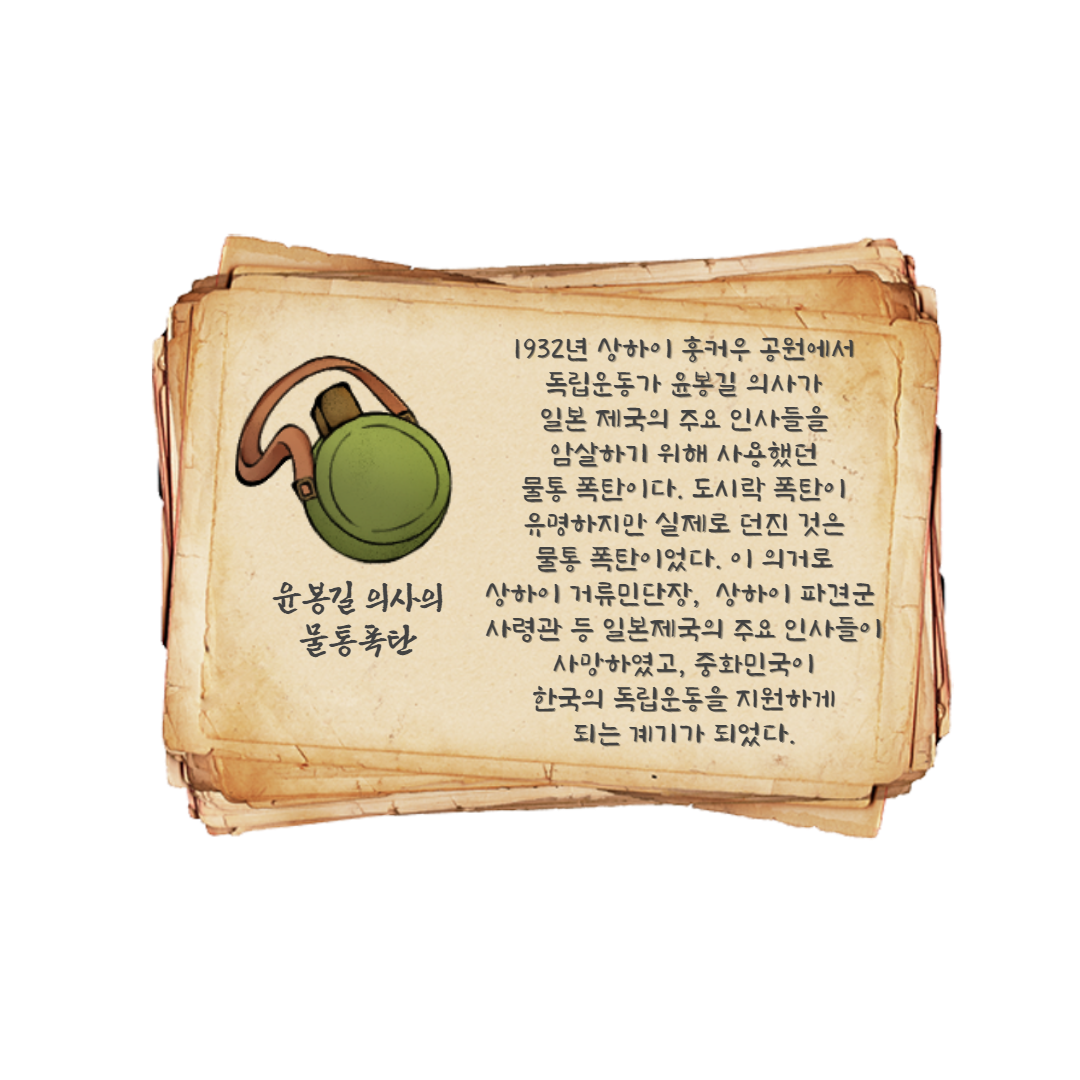 윤봉길 의사의
물통폭탄
1932년 상하이 홍커우 공원에서
독립운동가 윤봉길 의사가
일본 제국의 주요 인사들을
암살하기 위해 사용했던
물통 폭탄이다. 도시락 폭탄이
유명하지만 실제로 던진 것은
물통 폭탄이었다. 이 의거로
상하이 거류민단장, 상하이 파견군
사령관 등 일본제국의 주요 인사들이
사망하였고, 중화민국이
한국의 독립운동을 지원하게
되는 계기가 되었다.